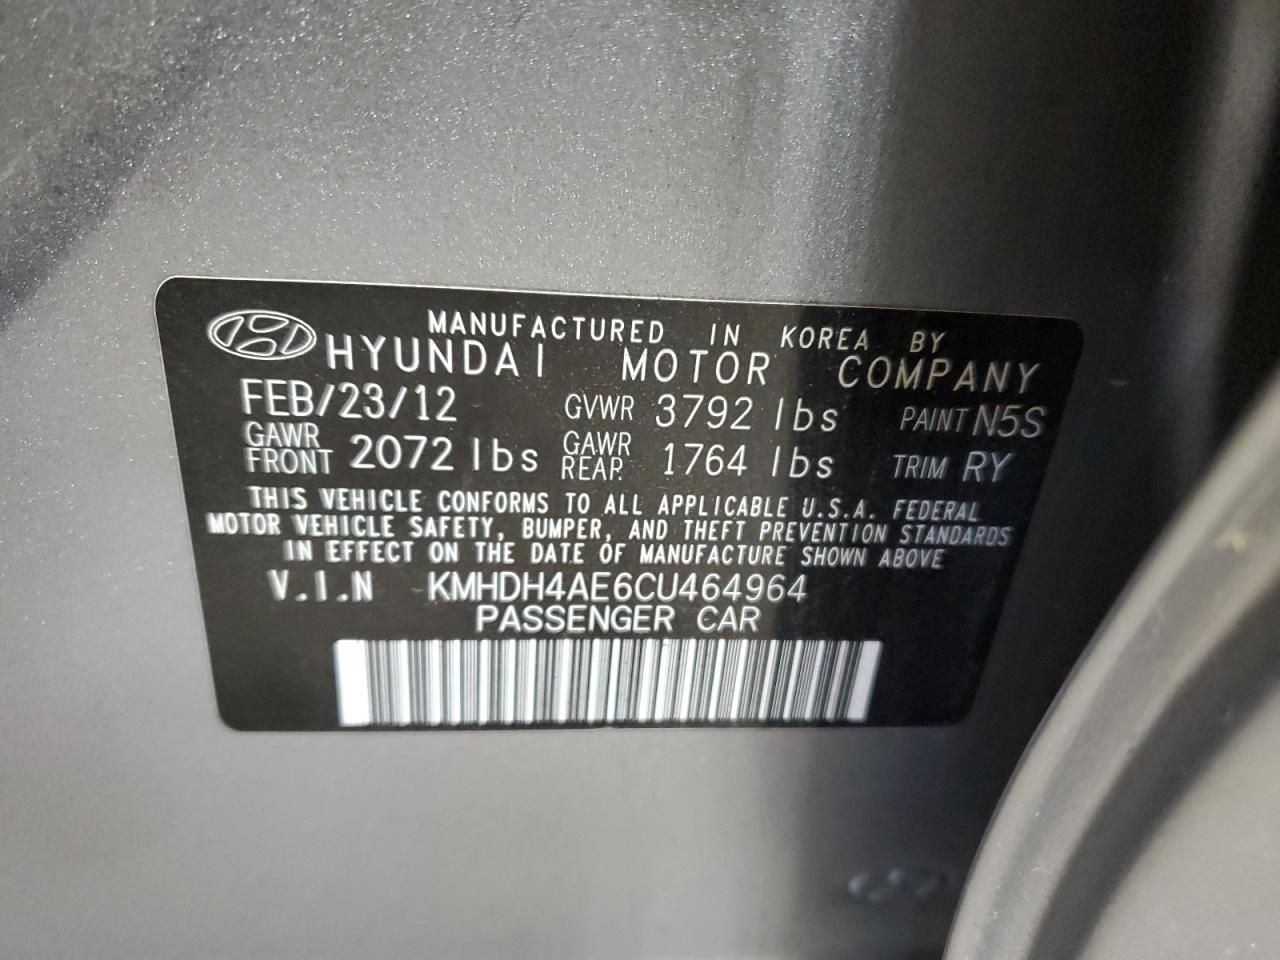 MANUFACTURED IN KOREA BY
HYUNDAI MOTOR COMPANY
FEB/23/12 GVWR 3792 lbs PAINT N5S
GAWR FRONT 2072 lbs GAWR REAR 1764 lbs TRIM RY
THIS VEHICLE CONFORMS TO ALL APPLICABLE U.S.A. FEDERAL
MOTOR VEHICLE SAFETY, BUMPER, AND THEFT PREVENTION STANDARDS
IN EFFECT ON THE DATE OF MANUFACTURE SHOWN ABOVE
V.I.N KMHDH4AE6CU464964
PASSENGER CAR